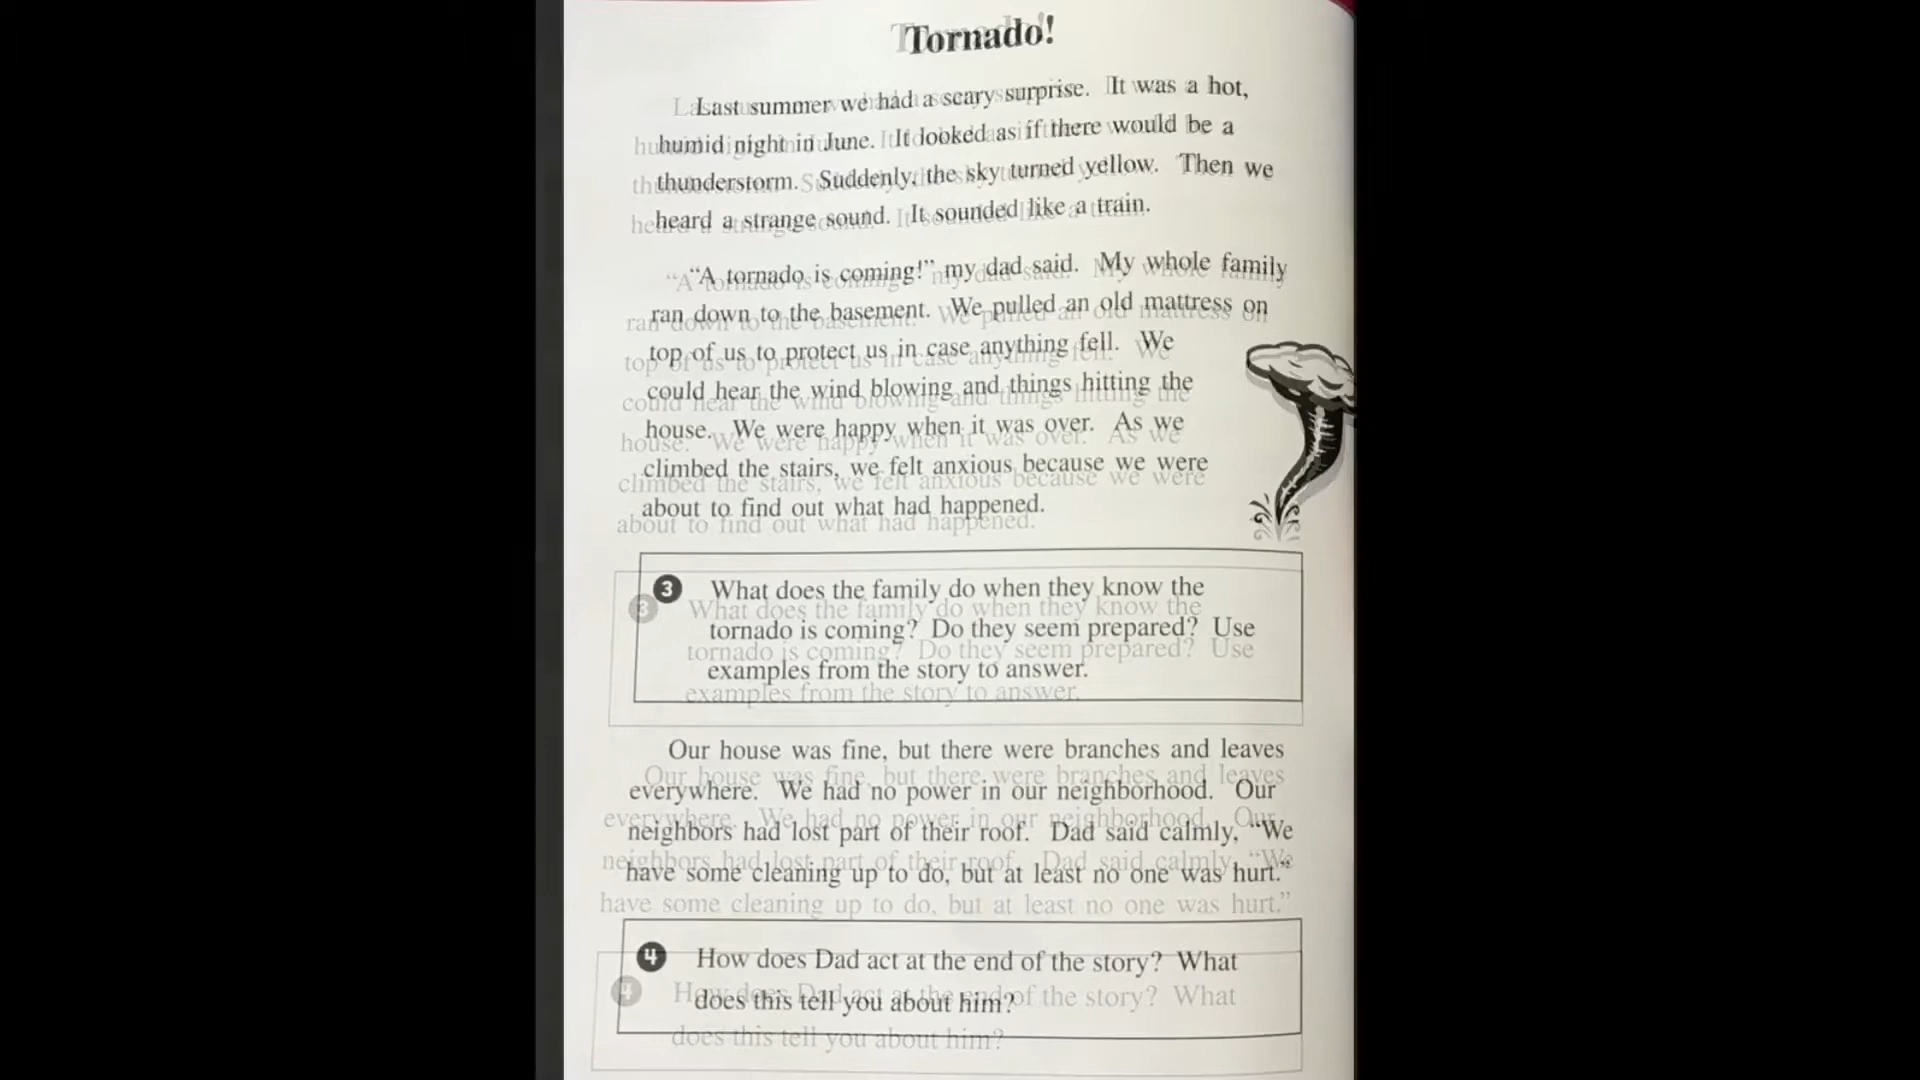 Tornado!
Last summer we had a scary surprise. It was a hot,
humid night in June. It looked as if there would be a
thunderstorm. Suddenly, the sky turned yellow. Then we
heard a strange sound. It sounded like a train.
“A tornado is coming!” my dad said. My whole family
ran down to the basement. We pulled an old mattress on
top of us to protect us in case anything fell. We
could hear the wind blowing and things hitting the
house. We were happy when it was over. As we
climbed the stairs, we felt anxious because we were
about to find out what had happened.
3 What does the family do when they know the
tornado is coming? Do they seem prepared? Use
examples from the story to answer.
Our house was fine, but there were branches and leaves
everywhere. We had no power in our neighborhood. Our
neighbors had lost part of their roof. Dad said calmly, “We
have some cleaning up to do, but at least no one was hurt.”
4 How does Dad act at the end of the story? What
does this tell you about him?